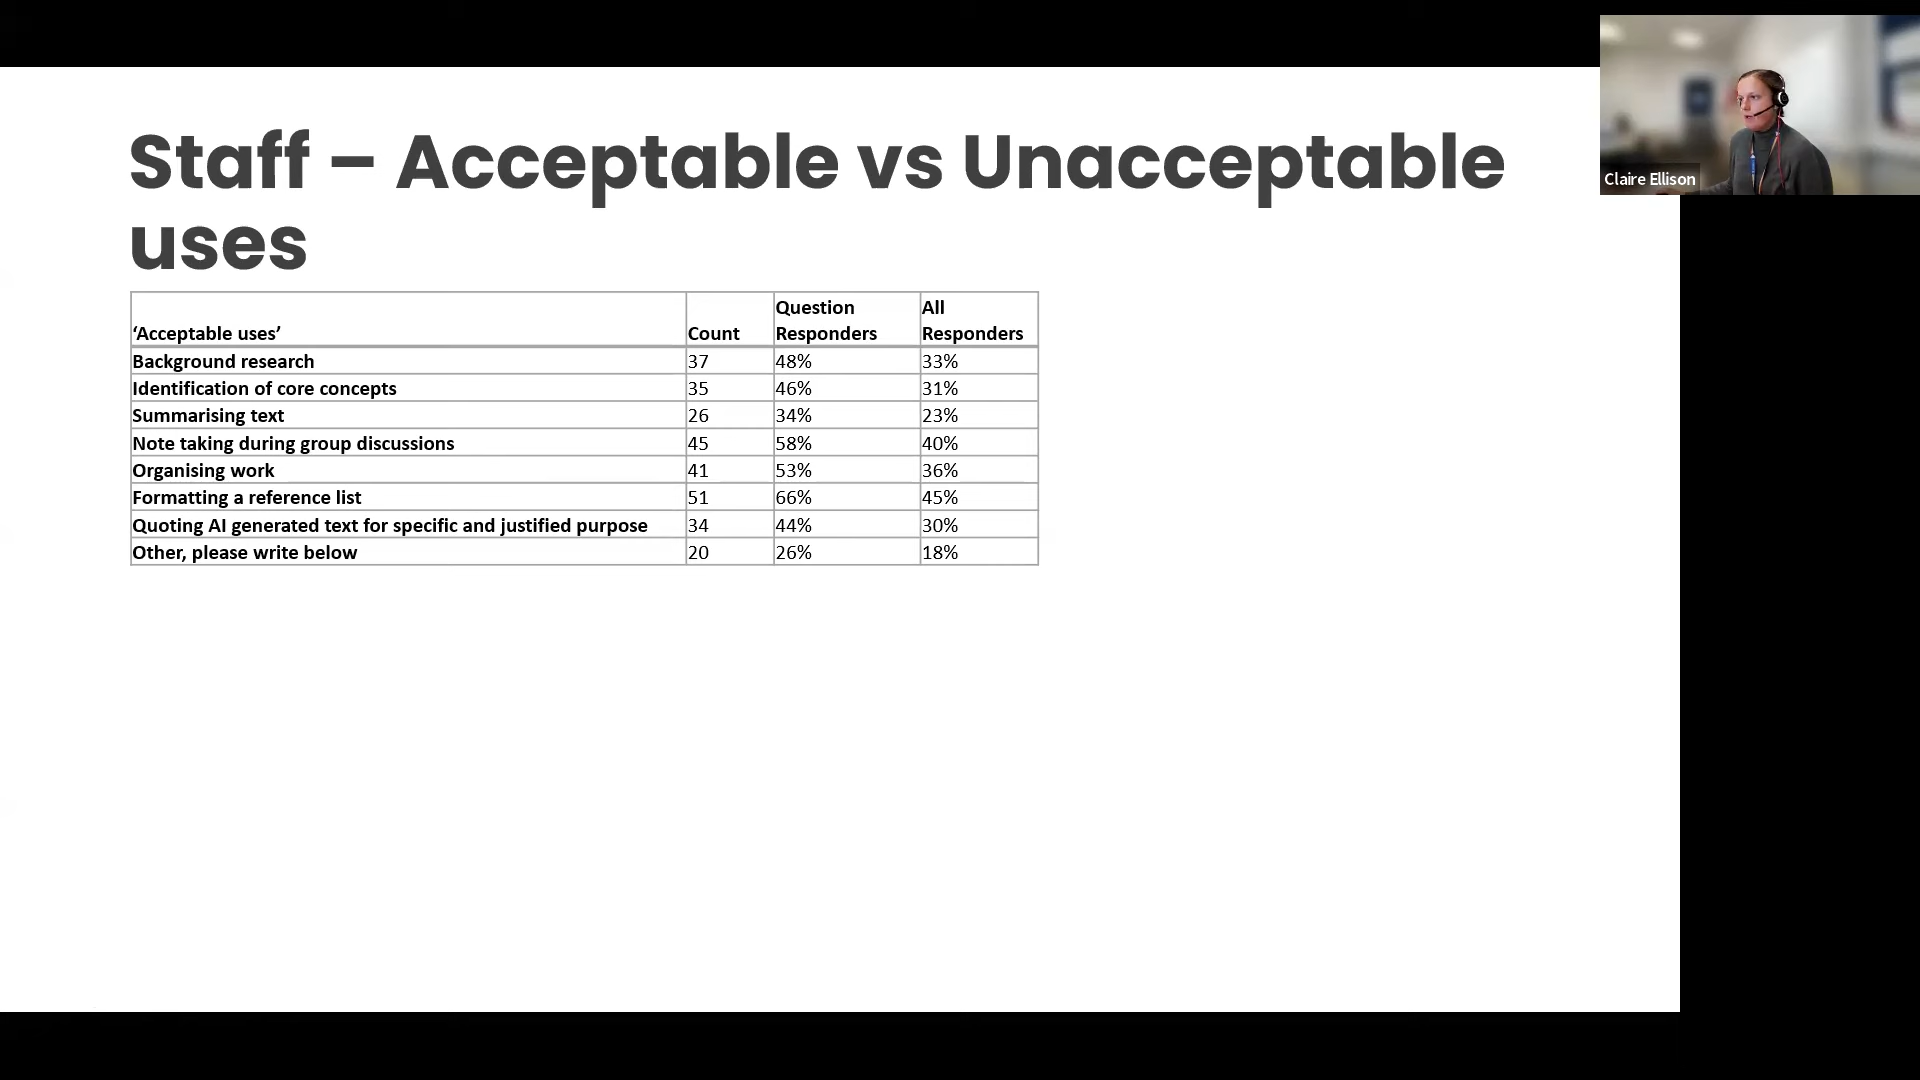 Claire Ellison
Staff – Acceptable vs Unacceptable
uses
‘Acceptable uses’ Count Question Responders All Responders
Background research 37 48% 33%
Identification of core concepts 35 46% 31%
Summarising text 26 34% 23%
Note taking during group discussions 45 58% 40%
Organising work 41 53% 36%
Formatting a reference list 51 66% 45%
Quoting AI generated text for specific and justified purpose 34 44% 30%
Other, please write below 20 26% 18%